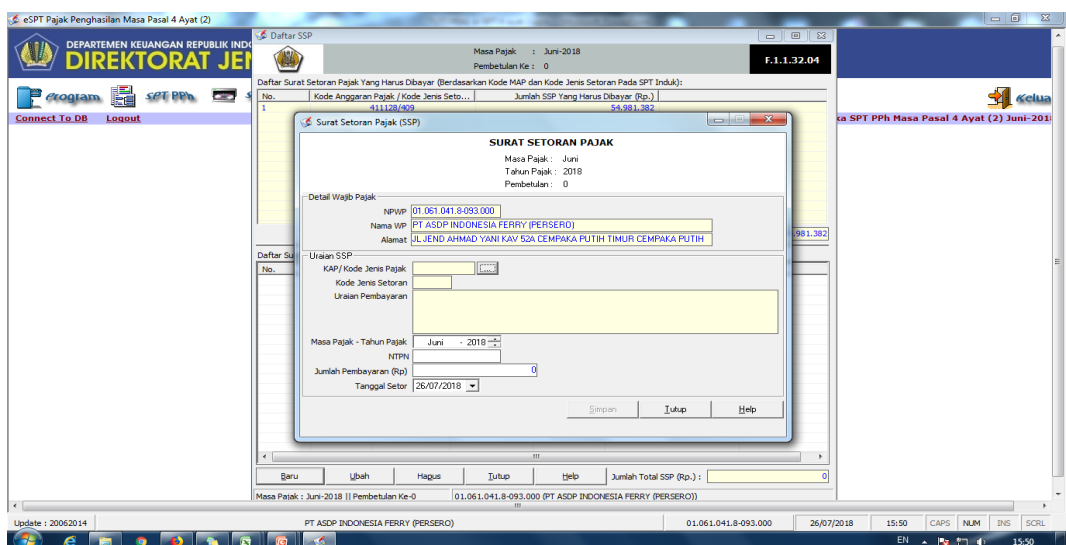 eSPT Pajak Penghasilan Masa Pasal 4 Ayat (2)
DEPARTEMEN KEUANGAN REPUBLIK INDO
DIREKTORAT JE
Program
SPT PPh
Kelua
Connect To DB Logout
ka SPT PPh Masa Pasal 4 Ayat (2) Juni-201
Daftar SSP
Masa Pajak : Juni-2018
Pembetulan Ke : 0
F.1.1.32.04
Daftar Surat Setoran Pajak Yang Harus Dibayar (Berdasarkan Kode MAP dan Kode Jenis Setoran Pada SPT Induk):
No. Kode Anggaran Pajak / Kode Jenis Seto... Jumlah SSP Yang Harus Dibayar (Rp.)
1 411128/409 54.981.382
.981.382
Daftar Su
No.
Surat Setoran Pajak (SSP)
SURAT SETORAN PAJAK
Masa Pajak : Juni
Tahun Pajak : 2018
Pembetulan : 0
Detail Wajib Pajak
NPWP 01.061.041.8-093.000
Nama WP PT ASDP INDONESIA FERRY (PERSERO)
Alamat JL JEND AHMAD YANI KAV 52A CEMPAKA PUTIH TIMUR CEMPAKA PUTIH
Uraian SSP
KAP/ Kode Jenis Pajak ....
Kode Jenis Setoran
Uraian Pembayaran
Masa Pajak - Tahun Pajak Juni - 2018
NTPN
Jumlah Pembayaran (Rp) 0
Tanggal Setor 26/07/2018
Simpan Tutup Help
Baru Ubah Hapus Tutup Help Jumlah Total SSP (Rp.) : 0
Masa Pajak : Juni-2018 || Pembetulan Ke-0 01.061.041.8-093.000 (PT ASDP INDONESIA FERRY (PERSERO))
Update : 20062014 PT ASDP INDONESIA FERRY (PERSERO) 01.061.041.8-093.000 26/07/2018 15:50 CAPS NUM INS SCRL
EN 15:50